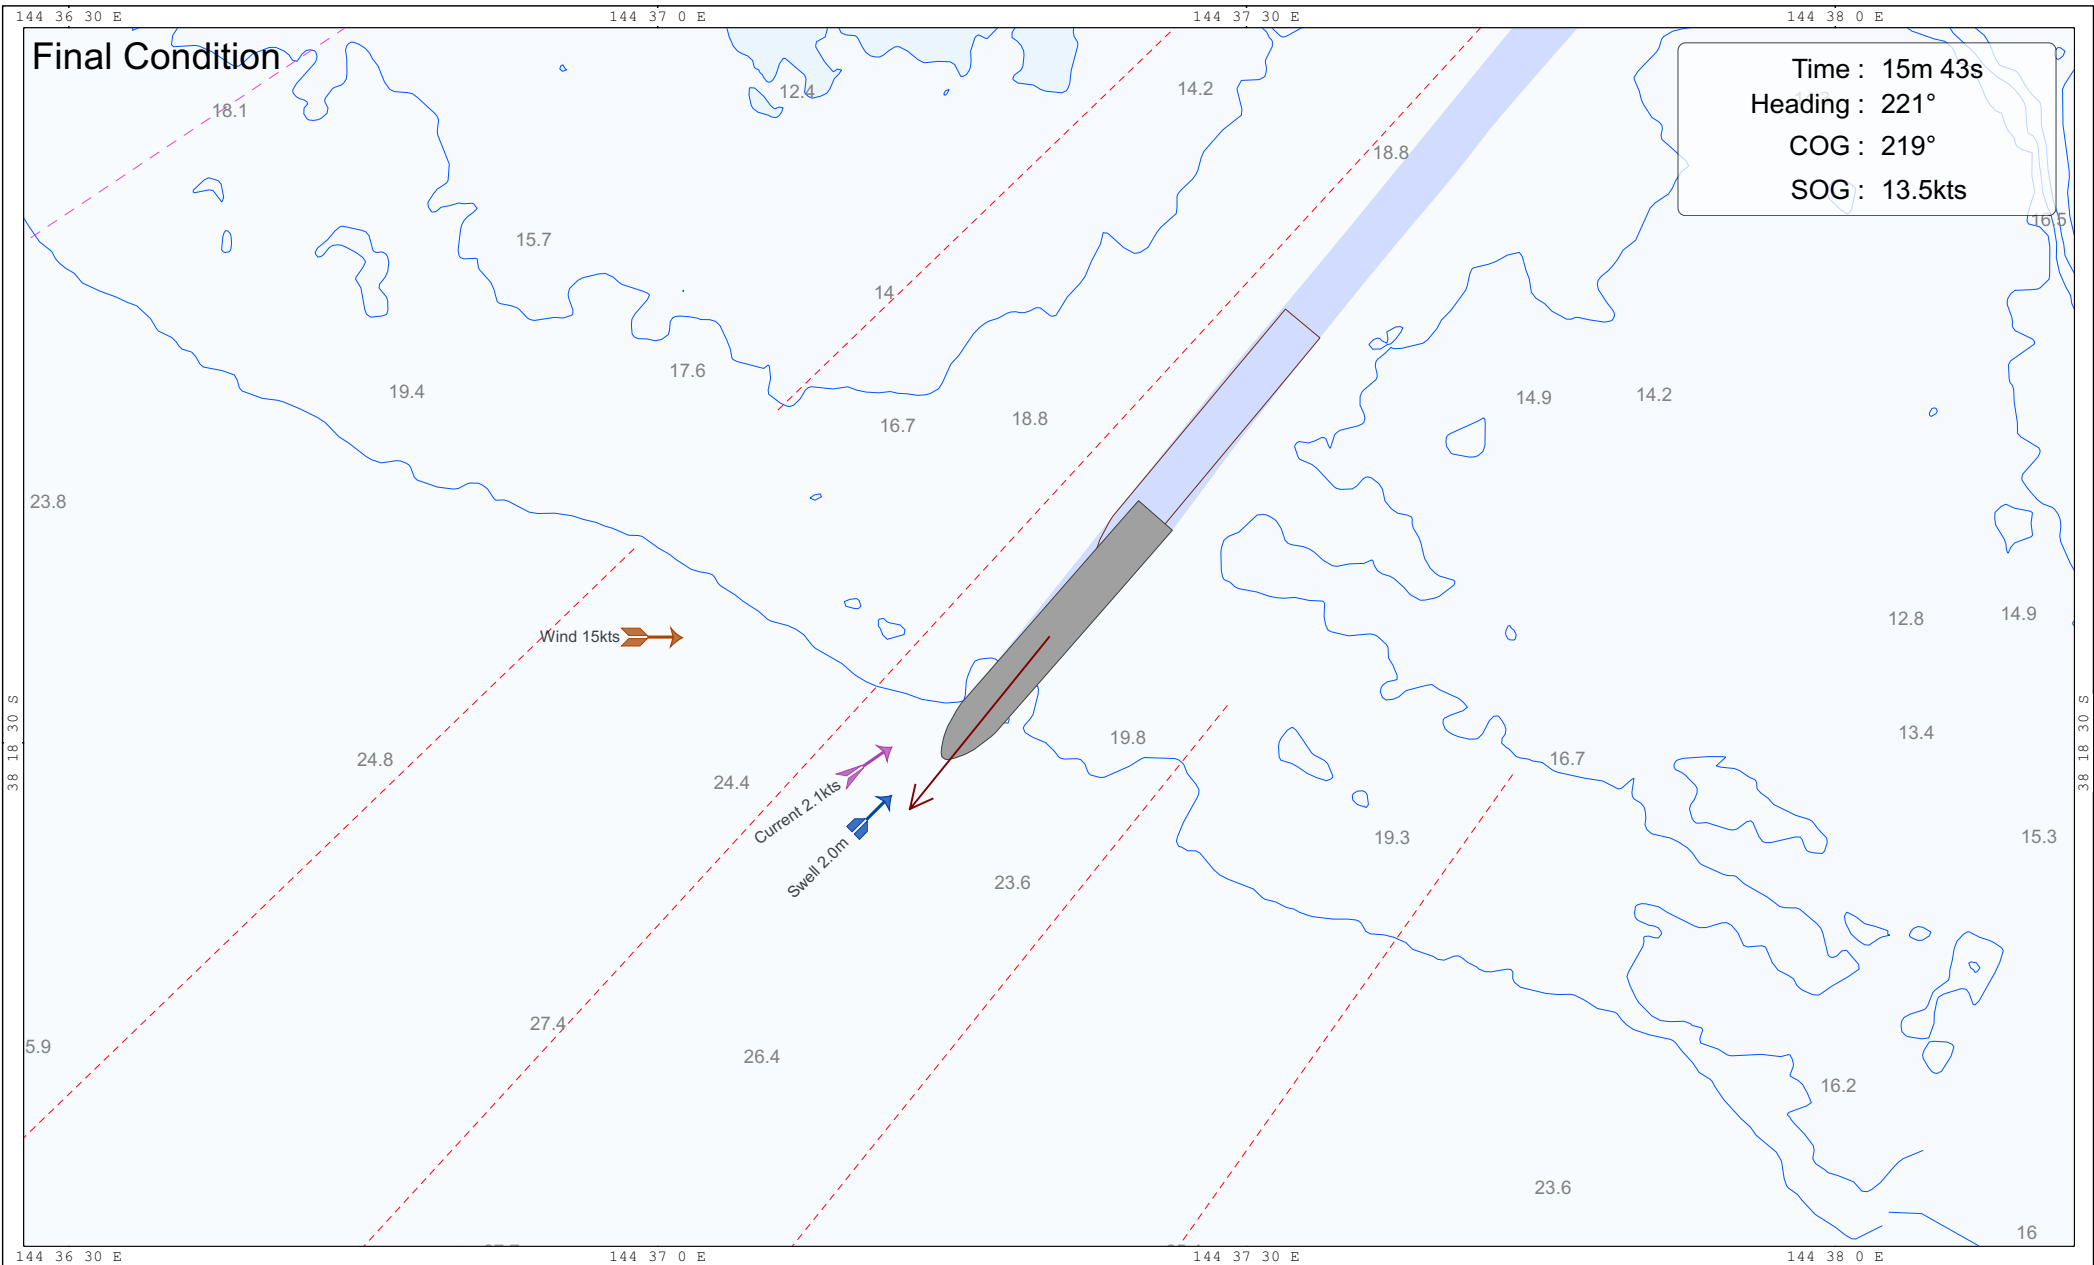 144 36 30 E
144 37 0 E
144 37 30 E
144 38 0 E
Final Condition
Time : 15m 43s
Heading : 221°
COG : 219°
SOG : 13.5kts
12.4
14.2
18.1
18.8
16.5
15.7
14
17.6
19.4
14.9
14.2
16.7
18.8
23.8
12.8
14.9
Wind 15kts
38 18 30 S
38 18 30 S
19.8
13.4
24.8
16.7
24.4
Current 2.1kts
Swell 2.0m
19.3
15.3
23.6
27.4
5.9
26.4
16.2
23.6
16
144 36 30 E
144 37 0 E
144 37 30 E
144 38 0 E